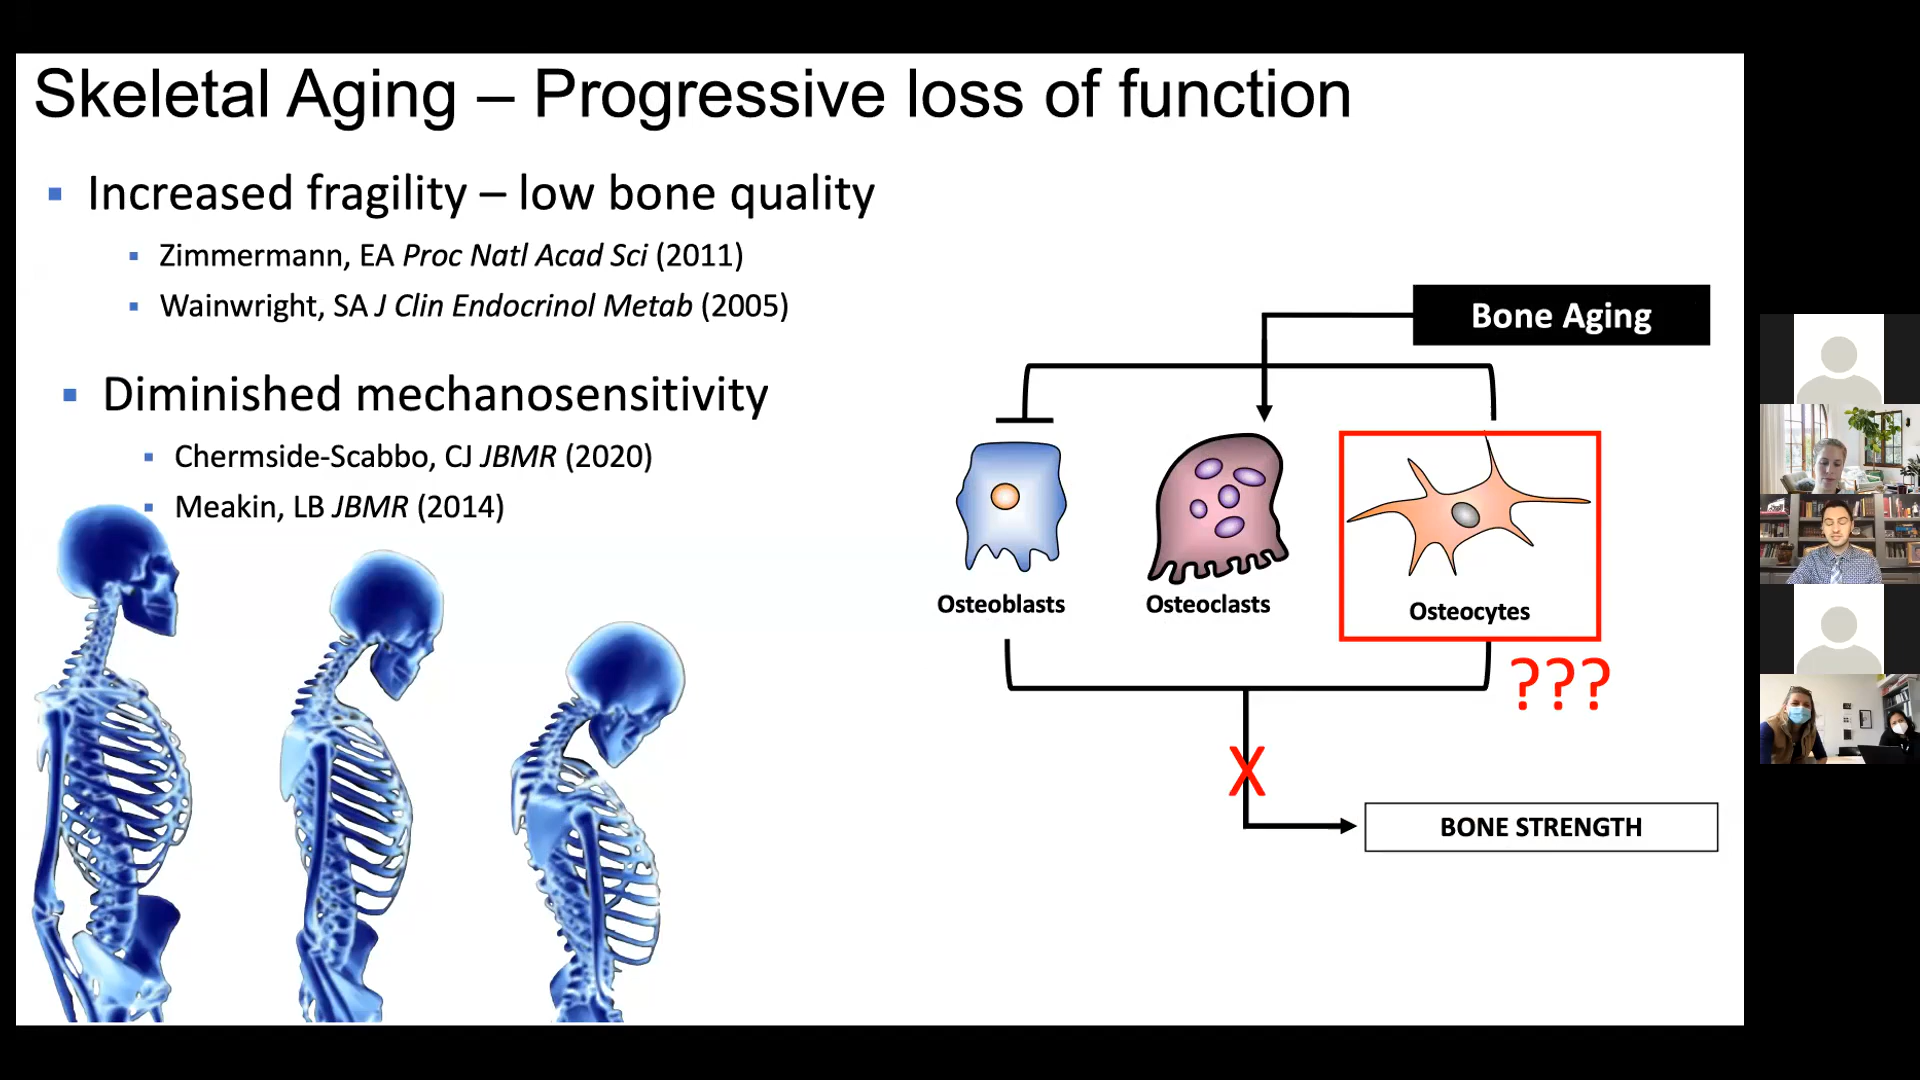 Skeletal Aging – Progressive loss of function
Increased fragility – low bone quality
Zimmermann, EA Proc Natl Acad Sci (2011)
Wainwright, SA J Clin Endocrinol Metab (2005)
Diminished mechanosensitivity
Chermside-Scabbo, CJ JBMR (2020)
Meakin, LB JBMR (2014)
Bone Aging
Osteoblasts
Osteoclasts
Osteocytes
???
X
BONE STRENGTH